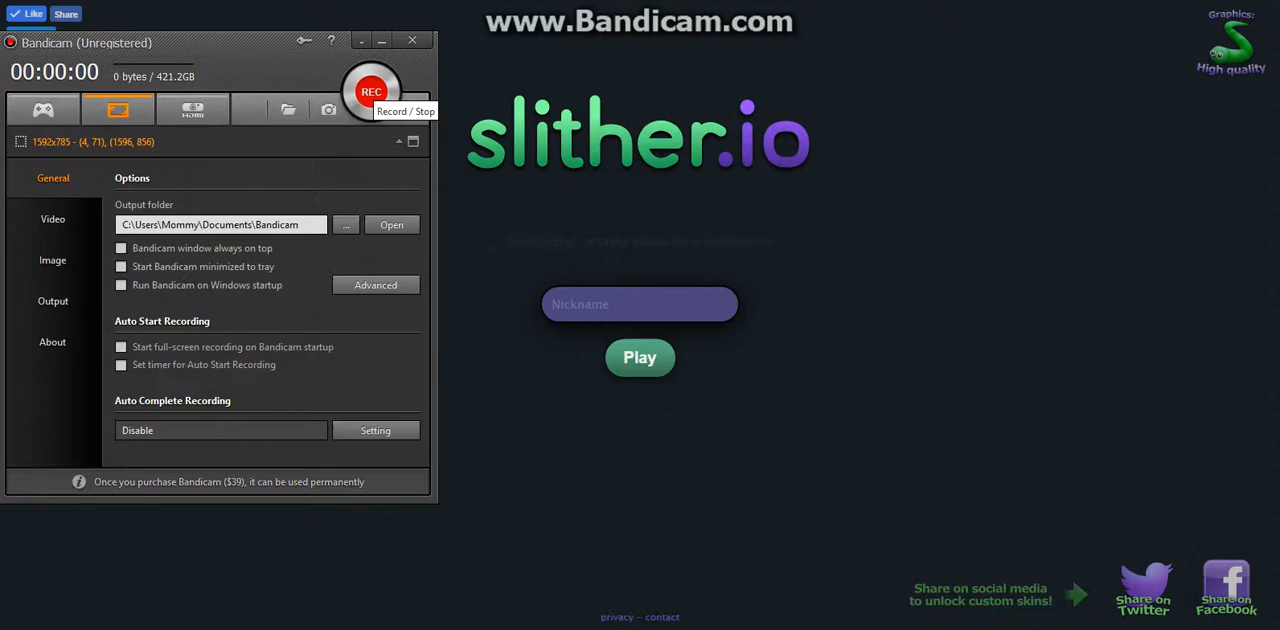 Like Share
www.Bandicam.com
Graphics:
High quality
Bandicam (Unregistered) ?
00:00:00 0 bytes / 421.2GB
REC
Record / Stop
HDMI
1592x785 - (4, 71), (1596, 856)
slither.io
General
Video
Image
Output
About
Options
Output folder
C:\Users\Mommy\Documents\Bandicam ... Open
Bandicam window always on top
Start Bandicam minimized to tray
Run Bandicam on Windows startup Advanced
Auto Start Recording
Start full-screen recording on Bandicam startup
Set timer for Auto Start Recording
Auto Complete Recording
Disable Setting
Once you purchase Bandicam ($39), it can be used permanently
Nickname
Play
Share on social media
to unlock custom skins!
Share on
Twitter
Share on
Facebook
privacy - contact